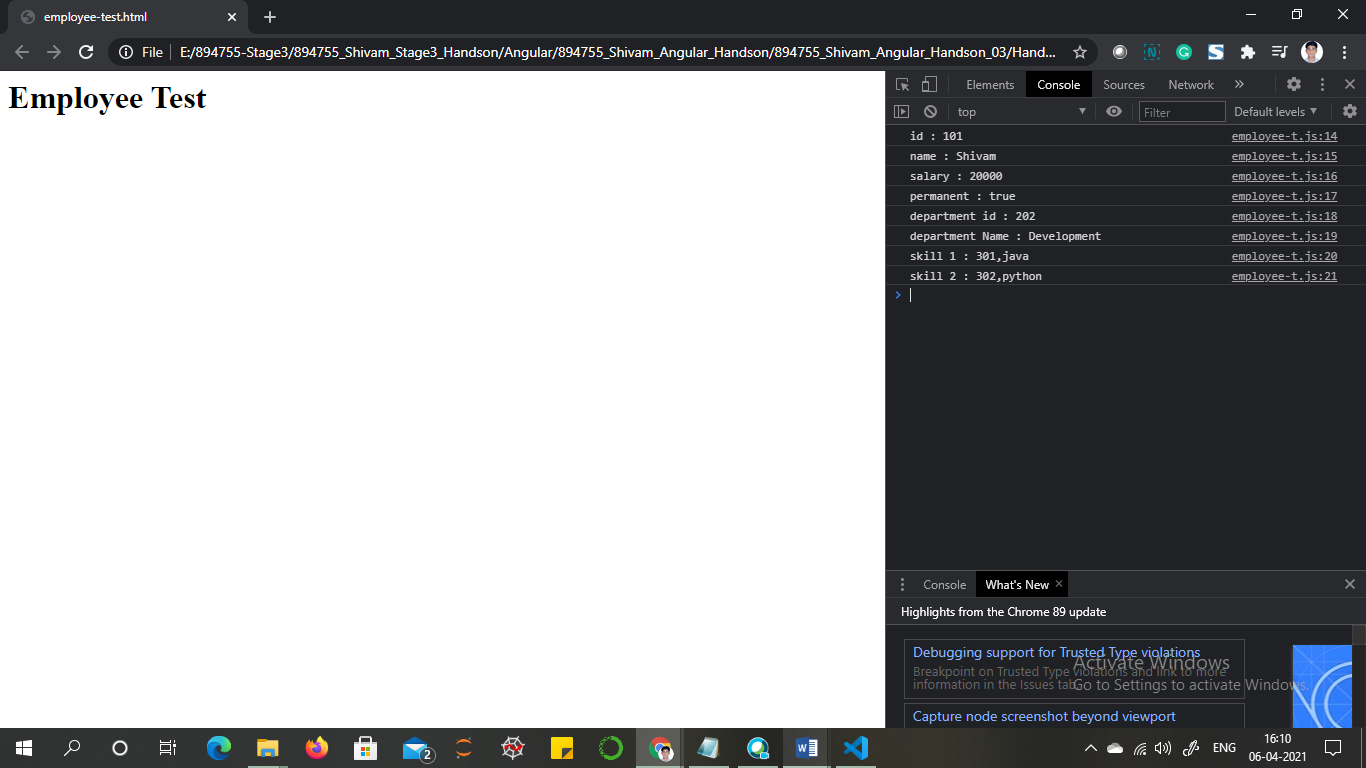 employee-test.html
File
E:/894755-Stage3/894755_Shivam_Stage3_Handson/Angular/894755_Shivam_Angular_Handson/894755_Shivam_Angular_Handson_03/Hand...
Employee Test
Elements Console Sources Network
top Filter Default levels
id : 101 employee-t.js:14
name : Shivam employee-t.js:15
salary : 20000 employee-t.js:16
permanent : true employee-t.js:17
department id : 202 employee-t.js:18
department Name : Development employee-t.js:19
skill 1 : 301,java employee-t.js:20
skill 2 : 302,python employee-t.js:21
Console What's New
Highlights from the Chrome 89 update
Debugging support for Trusted Type violations
Breakpoint on Trusted Type violations and link to more
information in the Issues tab.
Activate Windows
Go to Settings to activate Windows.
Capture node screenshot beyond viewport
2
ENG
16:10
06-04-2021